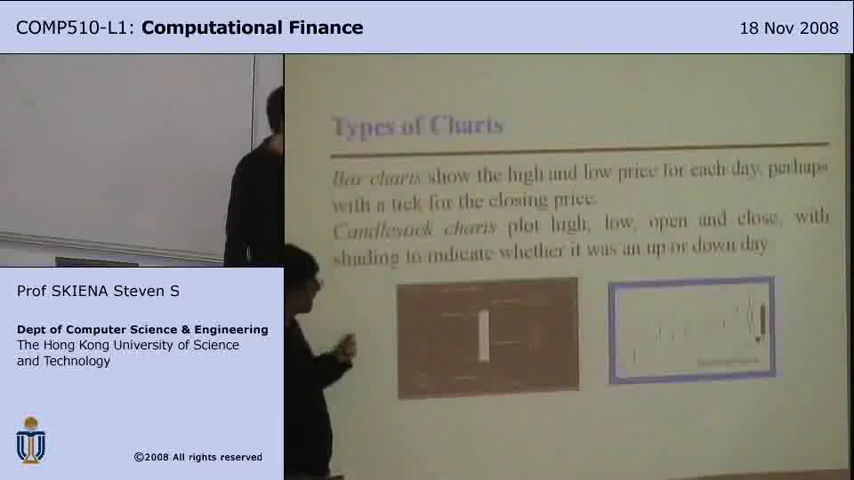 COMP510-L1: Computational Finance
18 Nov 2008
Types of Charts
Bar charts show the high and low price for each day, perhaps
with a tick for the closing price.
Candlestock charts plot high, low, open and close, with
shading to indicate whether it was an up or down day
Prof SKIENA Steven S
Dept of Computer Science & Engineering
The Hong Kong University of Science
and Technology
©2008 All rights reserved